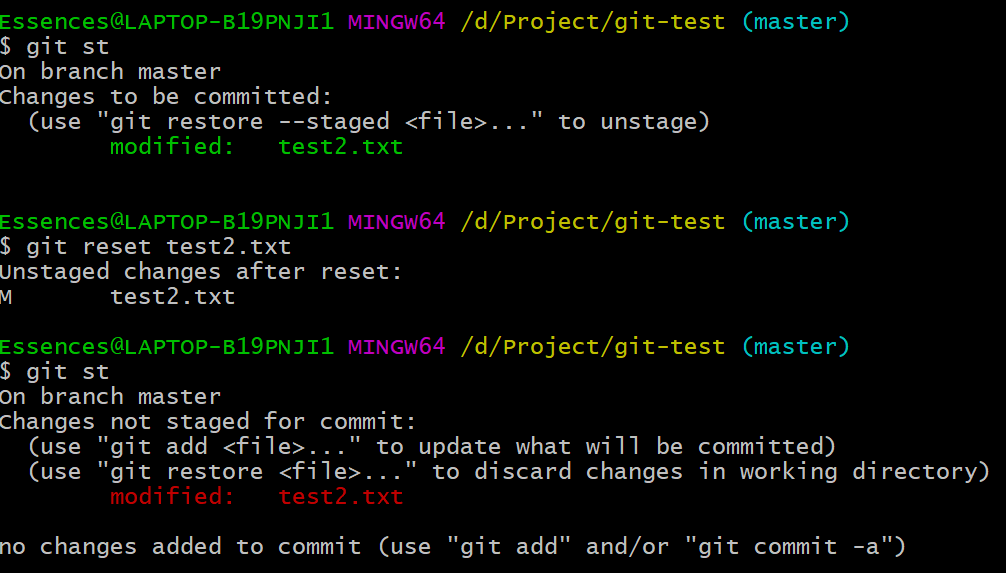 Essences@LAPTOP-B19PNJI1 MINGW64 /d/Project/git-test (master)
$ git st
On branch master
Changes to be committed:
  (use "git restore --staged <file>..." to unstage)
        modified:   test2.txt

Essences@LAPTOP-B19PNJI1 MINGW64 /d/Project/git-test (master)
$ git reset test2.txt
Unstaged changes after reset:
M       test2.txt

Essences@LAPTOP-B19PNJI1 MINGW64 /d/Project/git-test (master)
$ git st
On branch master
Changes not staged for commit:
  (use "git add <file>..." to update what will be committed)
  (use "git restore <file>..." to discard changes in working directory)
        modified:   test2.txt

no changes added to commit (use "git add" and/or "git commit -a")